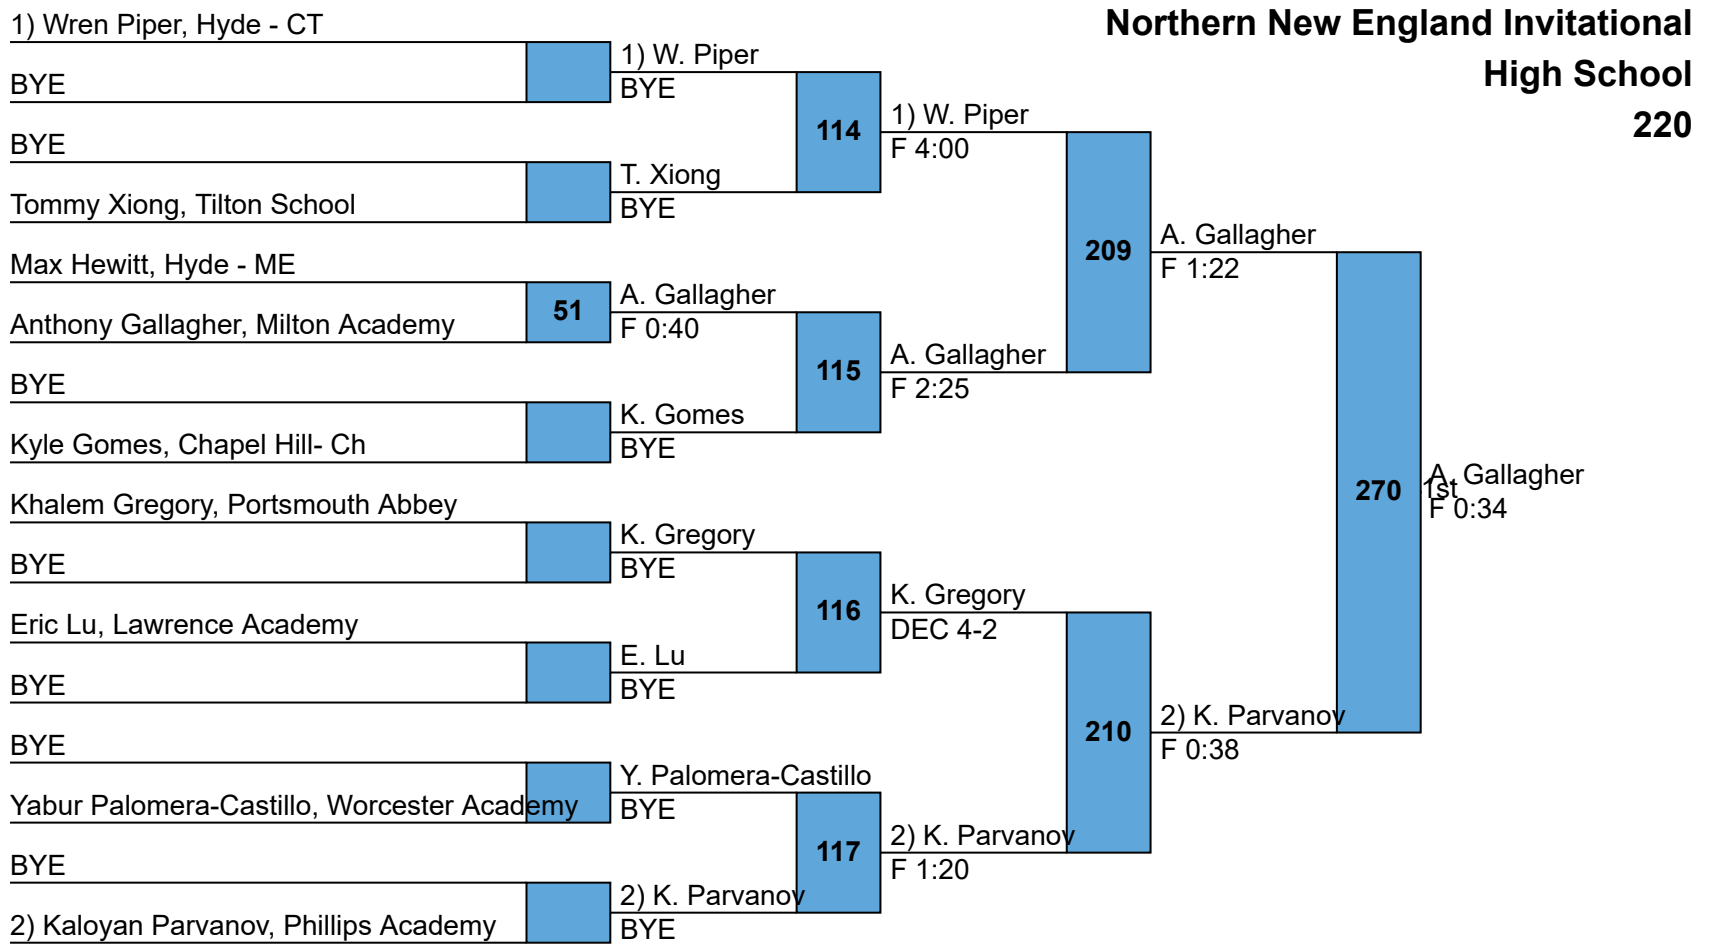 Northern New England Invitational
High School
220
1) Wren Piper, Hyde - CT
BYE
BYE
Tommy Xiong, Tilton School
Max Hewitt, Hyde - ME
51
Anthony Gallagher, Milton Academy
BYE
Kyle Gomes, Chapel Hill- Ch
Khalem Gregory, Portsmouth Abbey
BYE
Eric Lu, Lawrence Academy
BYE
BYE
Yabur Palomera-Castillo, Worcester Academy
BYE
2) Kaloyan Parvanov, Phillips Academy
1) W. Piper
BYE
114
T. Xiong
BYE
A. Gallagher
F 0:40
115
K. Gomes
BYE
K. Gregory
BYE
116
E. Lu
BYE
Y. Palomera-Castillo
BYE
117
2) K. Parvanov
BYE
1) W. Piper
F 4:00
209
A. Gallagher
F 2:25
K. Gregory
DEC 4-2
210
2) K. Parvanov
F 1:20
A. Gallagher
F 1:22
270
2) K. Parvanov
F 0:38
A. Gallagher
1st
F 0:34